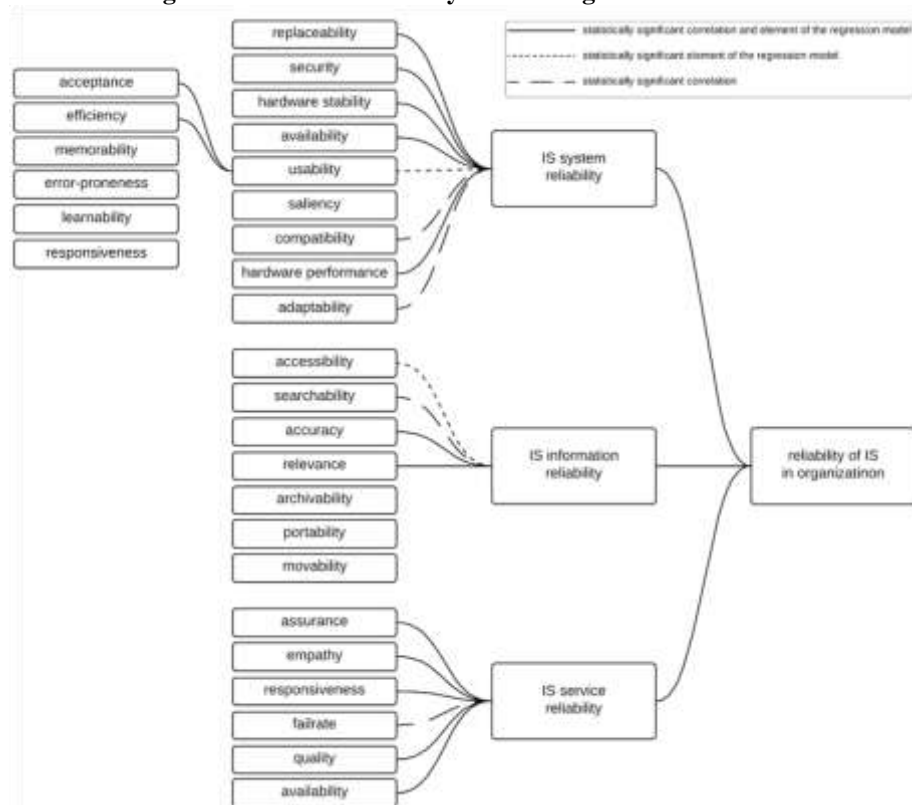 statistically significant correlation and element of the regression model
statistically significant element of the regression model
statistically significant correlation
acceptance
efficiency
memorability
error-proneness
learnability
responsiveness
replaceability
security
hardware stability
availability
usability
saliency
compatibility
hardware performance
adaptability
IS system
reliability
accessibility
searchability
accuracy
relevance
archivability
portability
movability
IS information
reliability
reliability of IS
in organizatinon
assurance
empathy
responsiveness
failrate
quality
availability
IS service
reliability